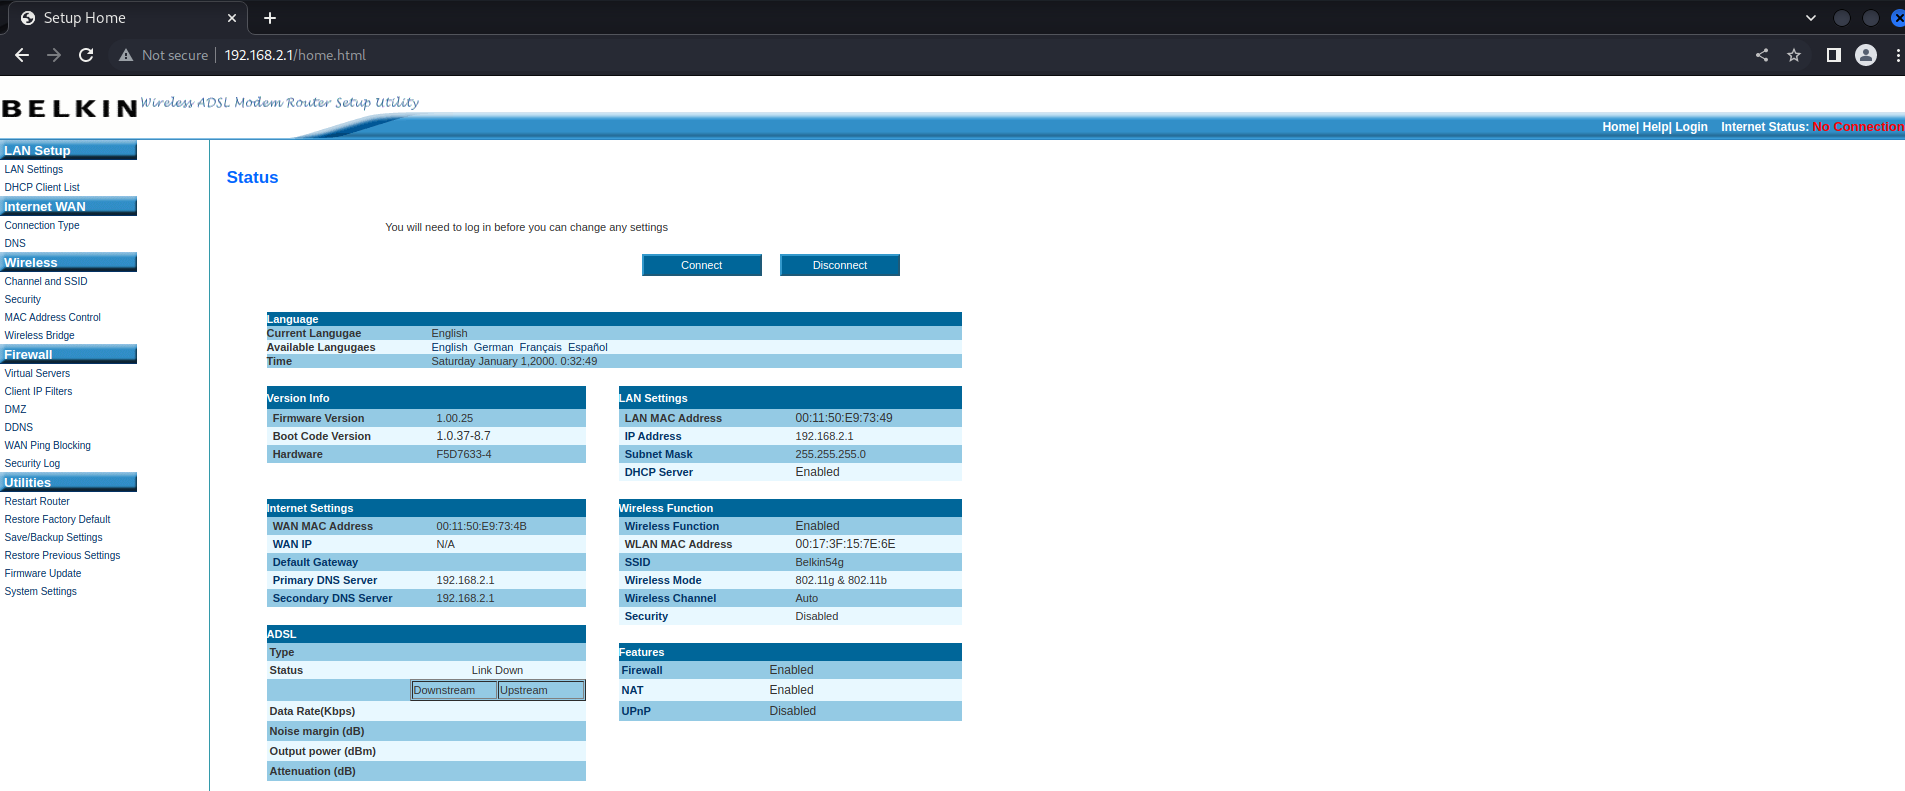 Setup Home
Not secure 192.168.2.1/home.html
BELKIN Wireless ADSL Modem Router Setup Utility
Home| Help| Login Internet Status: No Connection
LAN Setup
LAN Settings
DHCP Client List
Internet WAN
Connection Type
DNS
Wireless
Channel and SSID
Security
MAC Address Control
Wireless Bridge
Firewall
Virtual Servers
Client IP Filters
DMZ
DDNS
WAN Ping Blocking
Security Log
Utilities
Restart Router
Restore Factory Default
Save/Backup Settings
Restore Previous Settings
Firmware Update
System Settings
Status
You will need to log in before you can change any settings
Connect Disconnect
Language
Current Langugae English
Available Langugaes English German Français Español
Time Saturday January 1,2000. 0:32:49
Version Info
Firmware Version 1.00.25
Boot Code Version 1.0.37-8.7
Hardware F5D7633-4
LAN Settings
LAN MAC Address 00:11:50:E9:73:49
IP Address 192.168.2.1
Subnet Mask 255.255.255.0
DHCP Server Enabled
Internet Settings
WAN MAC Address 00:11:50:E9:73:4B
WAN IP N/A
Default Gateway
Primary DNS Server 192.168.2.1
Secondary DNS Server 192.168.2.1
Wireless Function
Wireless Function Enabled
WLAN MAC Address 00:17:3F:15:7E:6E
SSID Belkin54g
Wireless Mode 802.11g & 802.11b
Wireless Channel Auto
Security Disabled
ADSL
Type
Status Link Down
Downstream Upstream
Data Rate(Kbps)
Noise margin (dB)
Output power (dBm)
Attenuation (dB)
Features
Firewall Enabled
NAT Enabled
UPnP Disabled